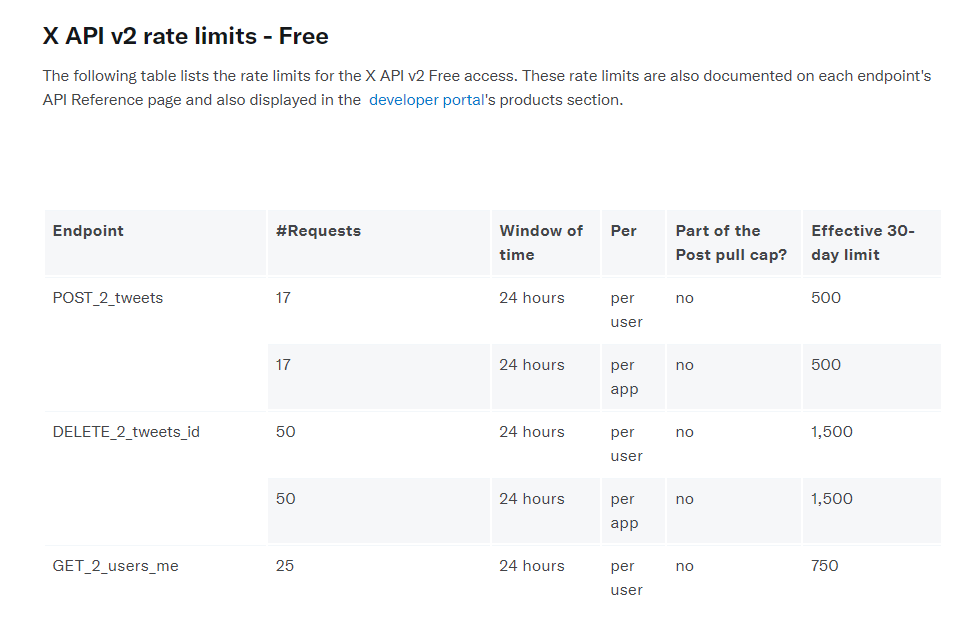 X API v2 rate limits - Free
The following table lists the rate limits for the X API v2 Free access. These rate limits are also documented on each endpoint's
API Reference page and also displayed in the developer portal's products section.
Endpoint #Requests Window of time Per Part of the Post pull cap? Effective 30-day limit
POST_2_tweets 17 24 hours per user no 500
17 24 hours per app no 500
DELETE_2_tweets_id 50 24 hours per user no 1,500
50 24 hours per app no 1,500
GET_2_users_me 25 24 hours per user no 750